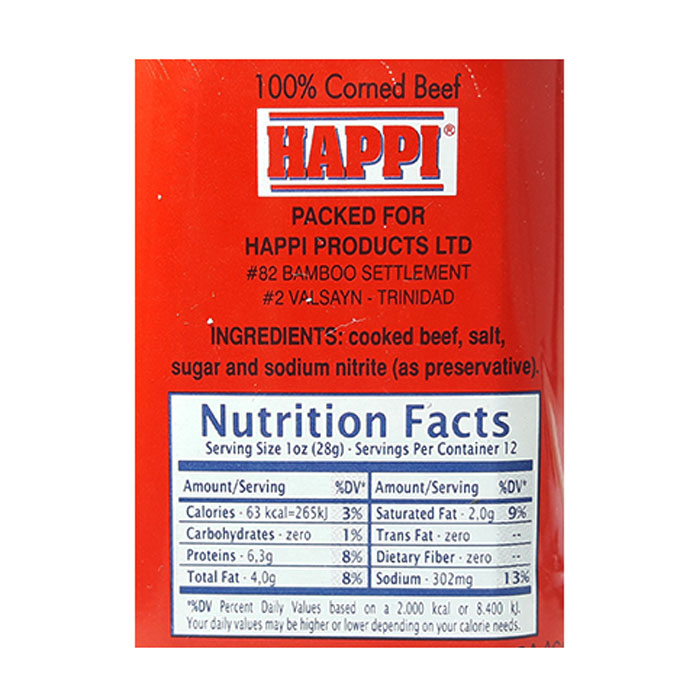 100% Corned Beef
HAPPI®
PACKED FOR
HAPPI PRODUCTS LTD
#82 BAMBOO SETTLEMENT
#2 VALSAYN - TRINIDAD
INGREDIENTS: cooked beef, salt,
sugar and sodium nitrite (as preservative).
Nutrition Facts
Serving Size 1oz (28g) - Servings Per Container 12
Amount/Serving %DV* Amount/Serving %DV*
Calories - 63 kcal=265kJ 3% Saturated Fat - 2,0g 9%
Carbohydrates - zero 1% Trans Fat - zero --
Proteins - 6,3g 8% Dietary Fiber - zero --
Total Fat - 4,0g 8% Sodium - 302mg 13%
*%DV Percent Daily Values based on a 2.000 kcal or 8.400 kJ.
Your daily values may be higher or lower depending on your calorie needs.